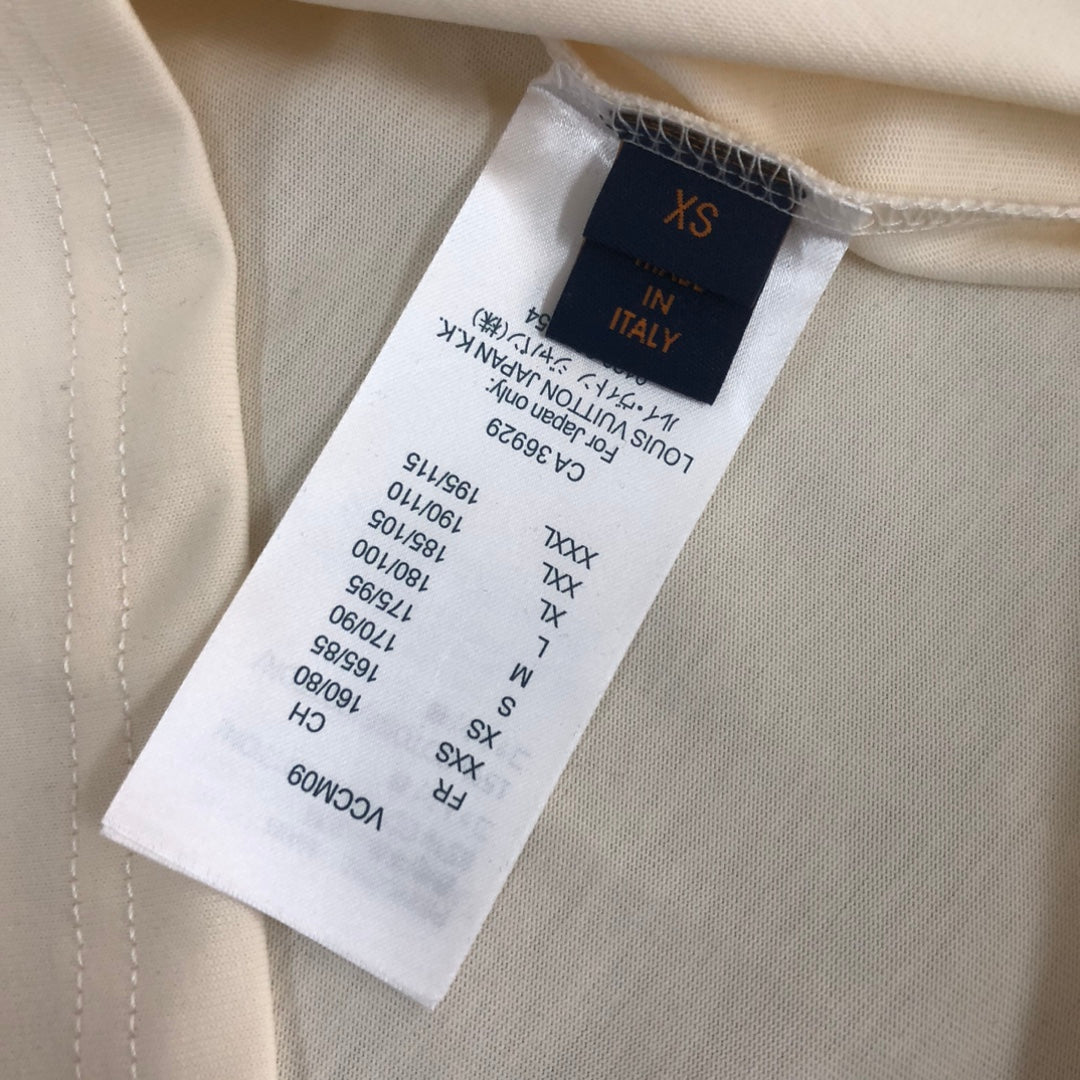 XS
IN
ITALY
VCCM09
FR CH
XXS 160/80
XS 165/85
S 170/90
M 175/95
L 180/100
XL 185/105
XXL 190/110
XXXL 195/115
CA 36929
For Japan only:
LOUIS VUITTON JAPAN K.K.
ルイ・ヴィトン ジャパン(株)